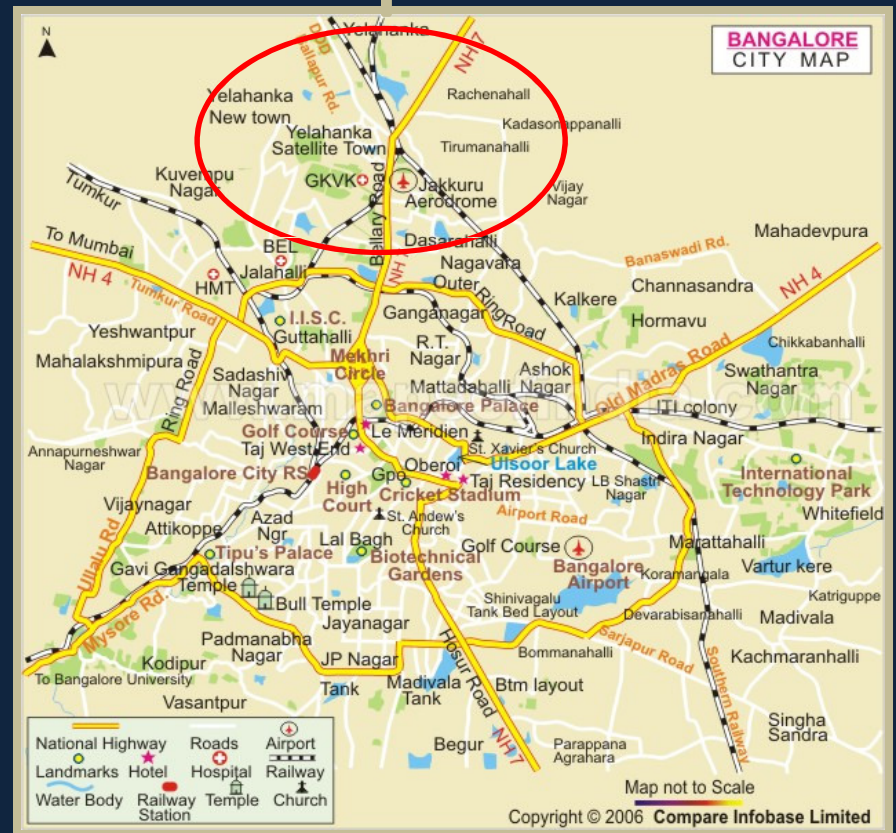 N
BANGALORE
CITY MAP
Yelahanka
DOD
Ballapur Rd.
NH 7
Yelahanka
New town
Rachenahall
Kadasonappanalli
Yelahanka
Satellite Town
Tirumanahalli
Kuvempu
Nagar
GKVK
Jakkuru
Aerodrome
Vijay
Nagar
Tumkur
Bellary Road
To Mumbai
BEL
Dasarahalli
Mahadevpura
NH 4
Jalahalli
NH 7
Nagavara
Banaswadi Rd.
HMT
Outer
Ring Road
Channasandra
NH 4
Tumkur Road
Kalkere
I.I.S.C.
Ganganagar
Hormavu
Yeshwantpur
Guttahalli
R.T.
Nagar
Chikkabanhalli
Mahalakshmipura
Mekhri
Circle
Ashok
Nagar
Old Madras Road
Swathantra
Nagar
Ring Road
Sadashiv
Nagar
Mattadahalli
Malleshwaram
Bangalore Palace
ITI colony
Golf Course
Le Meridien
Indira Nagar
Annapurneshwar
Nagar
Taj West End
St. Xavier's Church
Ulsoor Lake
Bangalore City RS
Oberoi
Gpo
Taj Residency
LB Shastri
Nagar
International
Technology Park
High
Court
Cricket Stadium
Vijaynagar
Azad
Ngr
St. Andew's
Church
Airport Road
Whitefield
Attikoppe
Ullalu Rd
Lal Bagh
Golf Course
Marattahalli
Tipu's Palace
Biotechnical
Gardens
Bangalore
Airport
Gavi Gangadalshwara
Temple
Koramangala
Vartur kere
Bull Temple
Shinivagalu
Tank Bed Layout
Katriguppe
Mysore Rd.
Jayanagar
Devarabisanahalli
Madivala
Padmanabha
Nagar
Hosur Road
Sarjapur Road
Kodipur
JP Nagar
Bommanahalli
Kachmaranhalli
To Bangalore University
Tank
Madivala
Tank
Btm layout
Southern Railway
Vasantpur
Singha
Sandra
Begur
NH 7
Parappana
Agrahara
National Highway
Roads
Airport
Landmarks
Hotel
Hospital
Railway
Water Body
Railway
Station
Temple
Church
Map not to Scale
Copyright © 2006 Compare Infobase Limited